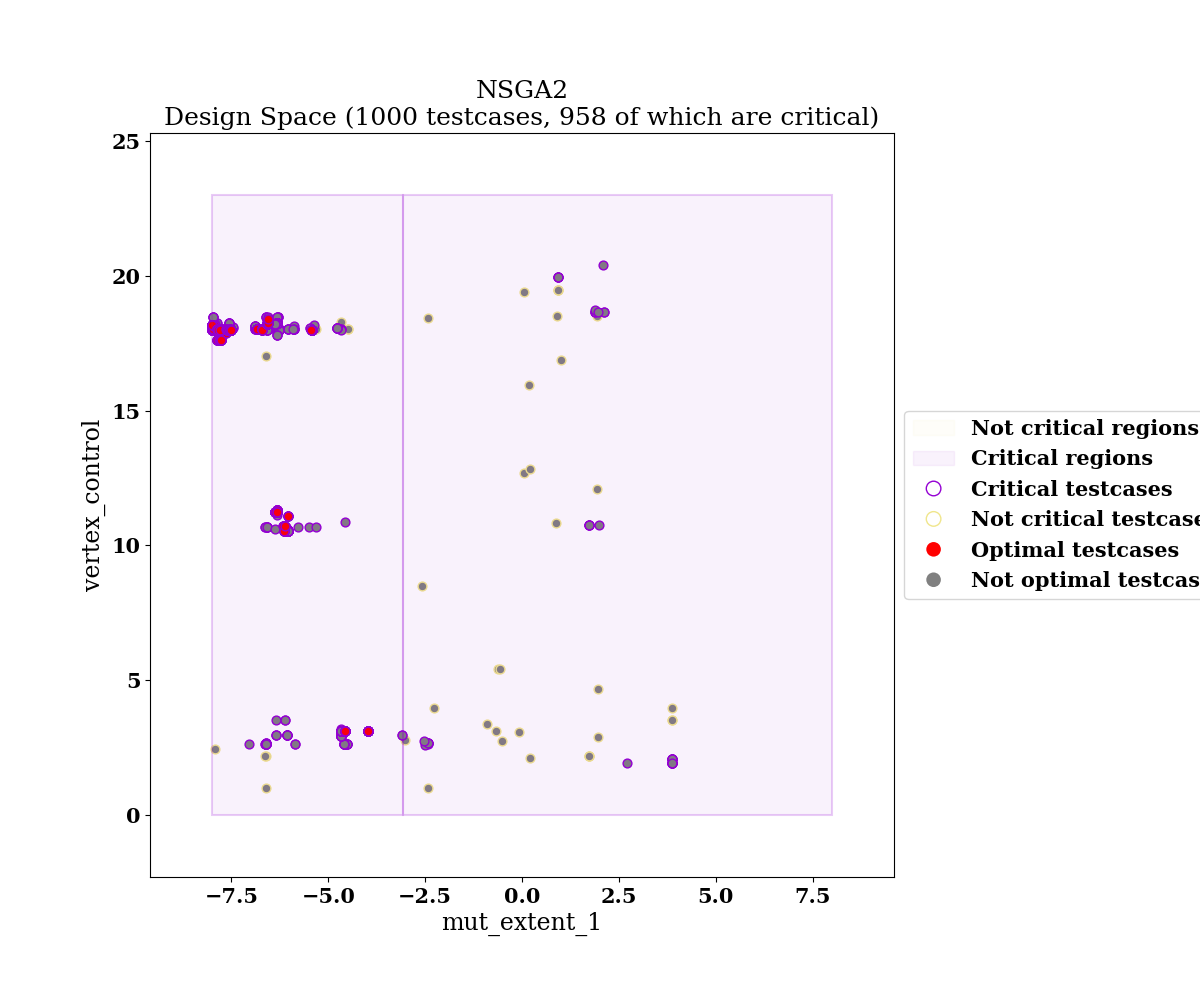 NSGA2
Design Space (1000 testcases, 958 of which are critical)
25
20
15
10
5
0
vertex_control
−7.5
−5.0
−2.5
0.0
2.5
5.0
7.5
mut_extent_1
Not critical regions
Critical regions
Critical testcases
Not critical testcase
Optimal testcases
Not optimal testcas